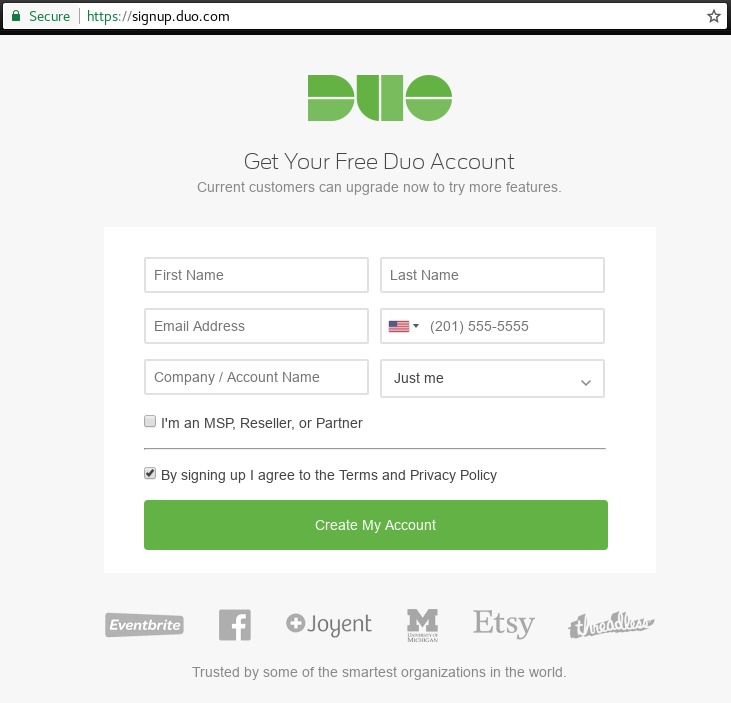 Secure https://signup.duo.com
DUO
Get Your Free Duo Account
Current customers can upgrade now to try more features.
First Name Last Name
Email Address (201) 555-5555
Company / Account Name Just me
I'm an MSP, Reseller, or Partner
By signing up I agree to the Terms and Privacy Policy
Create My Account
Eventbrite f Joyent M UNIVERSITY OF MICHIGAN Etsy threadless
Trusted by some of the smartest organizations in the world.